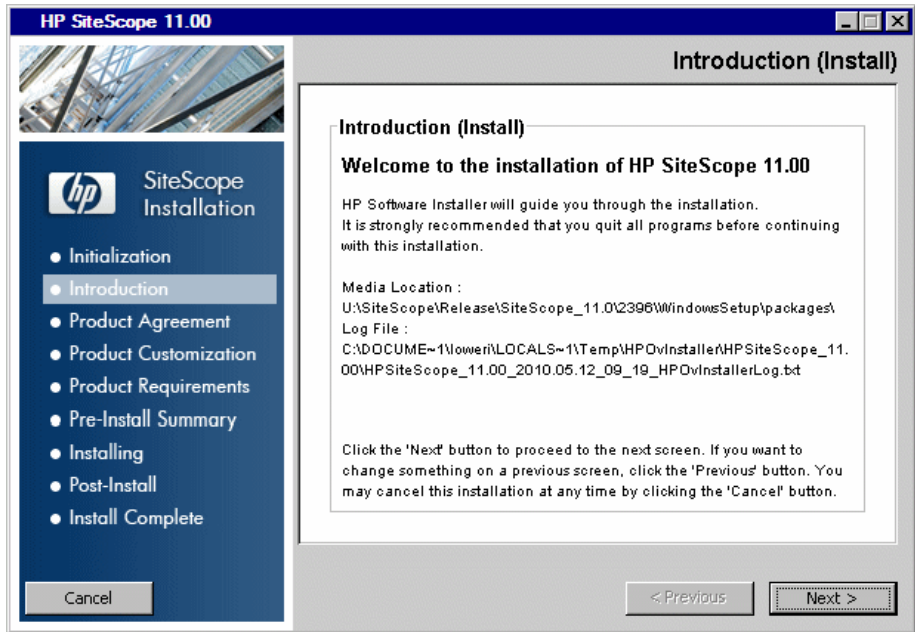 HP SiteScope 11.00
Introduction (Install)
hp
SiteScope
Installation
Initialization
Introduction
Product Agreement
Product Customization
Product Requirements
Pre-Install Summary
Installing
Post-Install
Install Complete
Introduction (Install)
Welcome to the installation of HP SiteScope 11.00
HP Software Installer will guide you through the installation.
It is strongly recommended that you quit all programs before continuing
with this installation.
Media Location :
U:\SiteScope\Release\SiteScope_11.0\2396\WindowsSetup\packages\
Log File :
C:\DOCUME~1\loweri\LOCALS~1\Temp\HPOvInstaller\HPSiteScope_11.
00\HPSiteScope_11.00_2010.05.12_09_19_HPOvInstallerLog.txt
Click the 'Next' button to proceed to the next screen. If you want to
change something on a previous screen, click the 'Previous' button. You
may cancel this installation at any time by clicking the 'Cancel' button.
Cancel
< Previous
Next >